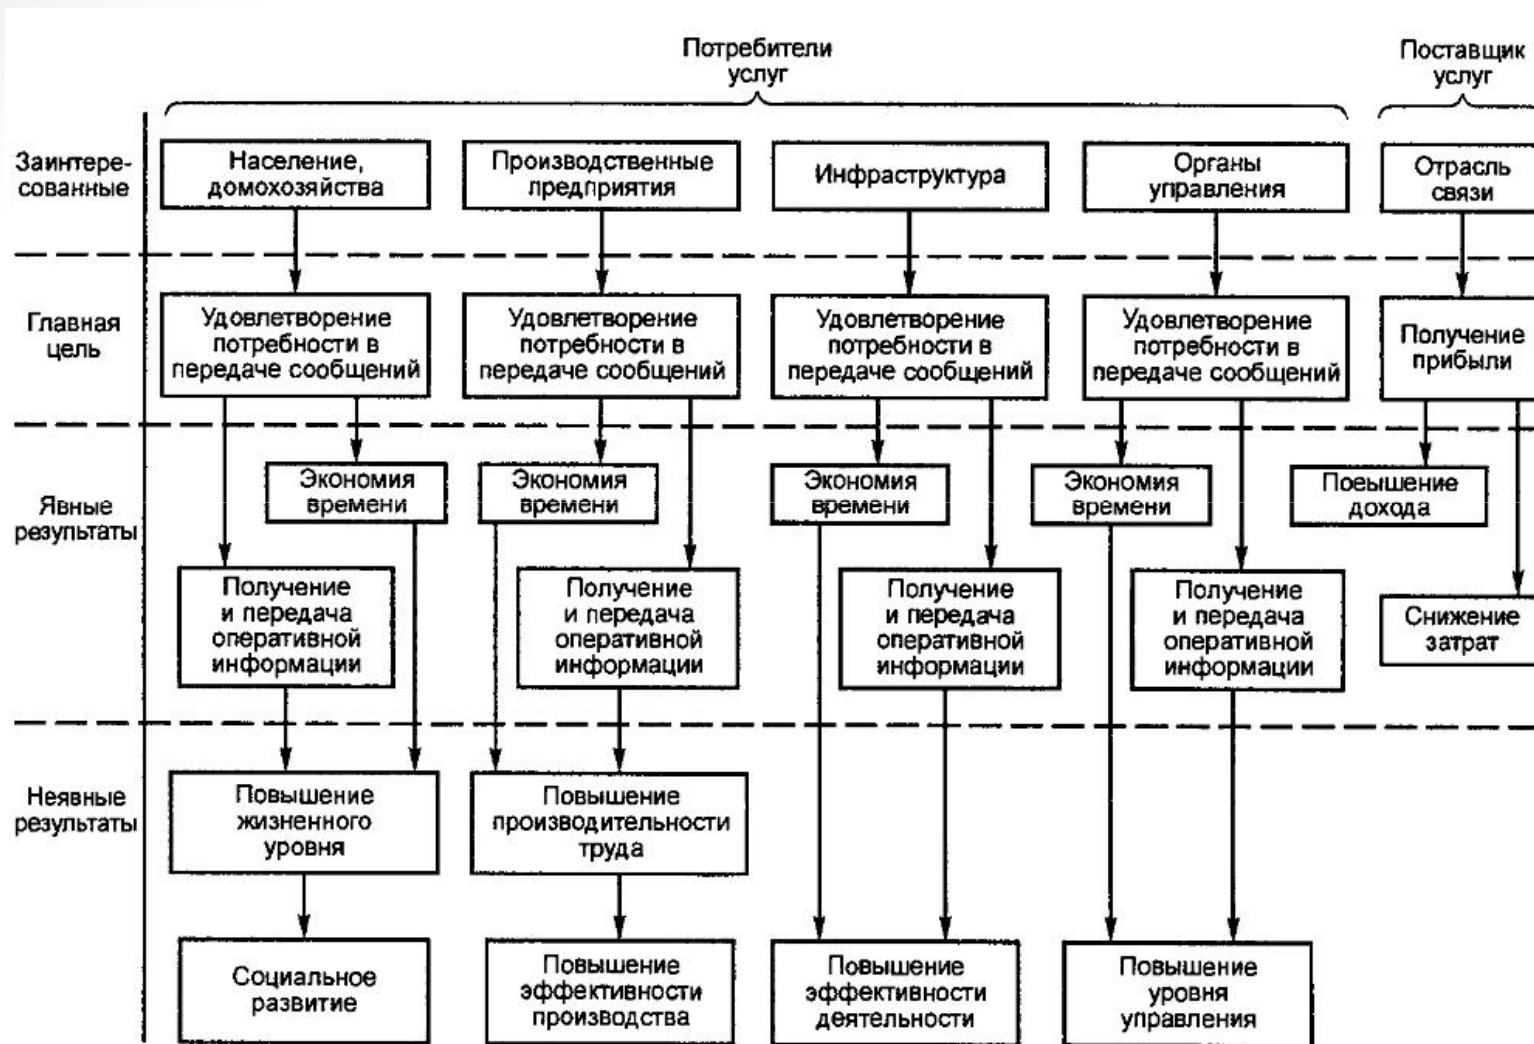 Потребители
услуг
Поставщик
услуг
Заинтере-
сованные
Население,
домохозяйства
Производственные
предприятия
Инфраструктура
Органы
управления
Отрасль
связи
Главная
цель
Удовлетворение
потребности в
передаче сообщений
Удовлетворение
потребности в
передаче сообщений
Удовлетворение
потребности в
передаче сообщений
Удовлетворение
потребности в
передаче сообщений
Получение
прибыли
Явные
результаты
Экономия
времени
Экономия
времени
Экономия
времени
Экономия
времени
Поеышение
дохода
Получение
и передача
оперативной
информации
Получение
и передача
оперативной
информации
Получение
и передача
оперативной
информации
Получение
и передача
оперативной
информации
Снижение
затрат
Неявные
результаты
Повышение
жизненного
уровня
Повышение
производительности
труда
Социальное
развитие
Повышение
эффективности
производства
Повышение
эффективности
деятельности
Повышение
уровня
управления